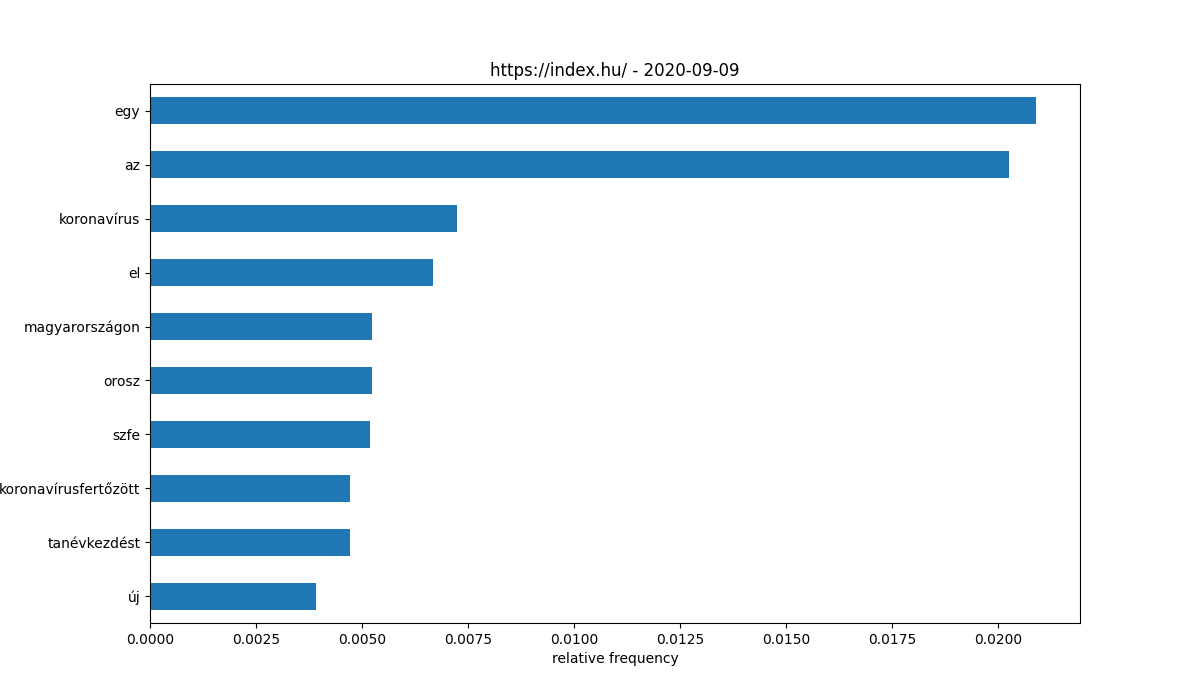 https://index.hu/ - 2020-09-09
egy
az
koronavírus
el
magyarországon
orosz
szfe
koronavírusfertőzött
tanévkezdést
új
0.0000 0.0025 0.0050 0.0075 0.0100 0.0125 0.0150 0.0175 0.0200
relative frequency